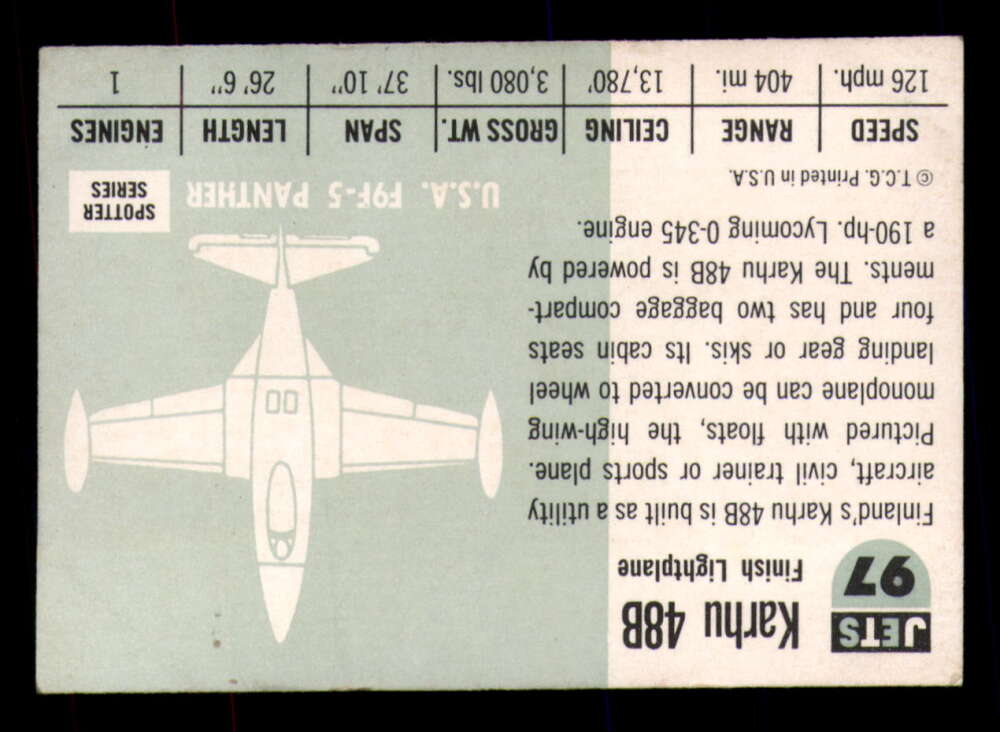 JETS
97
Karhu 48B
Finish Lightplane
Finland's Karhu 48B is built as a utility
aircraft, civil trainer or sports plane.
Pictured with floats, the high-wing
monoplane can be converted to wheel
landing gear or skis. Its cabin seats
four and has two baggage compart-
ments. The Karhu 48B is powered by
a 190-hp. Lycoming 0-345 engine.
© T.C.G. Printed in U.S.A.
U.S.A. F9F-5 PANTHER
SPOTTER
SERIES
SPEED RANGE CEILING GROSS WT. SPAN LENGTH ENGINES
126 mph. 404 mi. 13,780' 3,080 lbs. 37' 10" 26' 6" 1